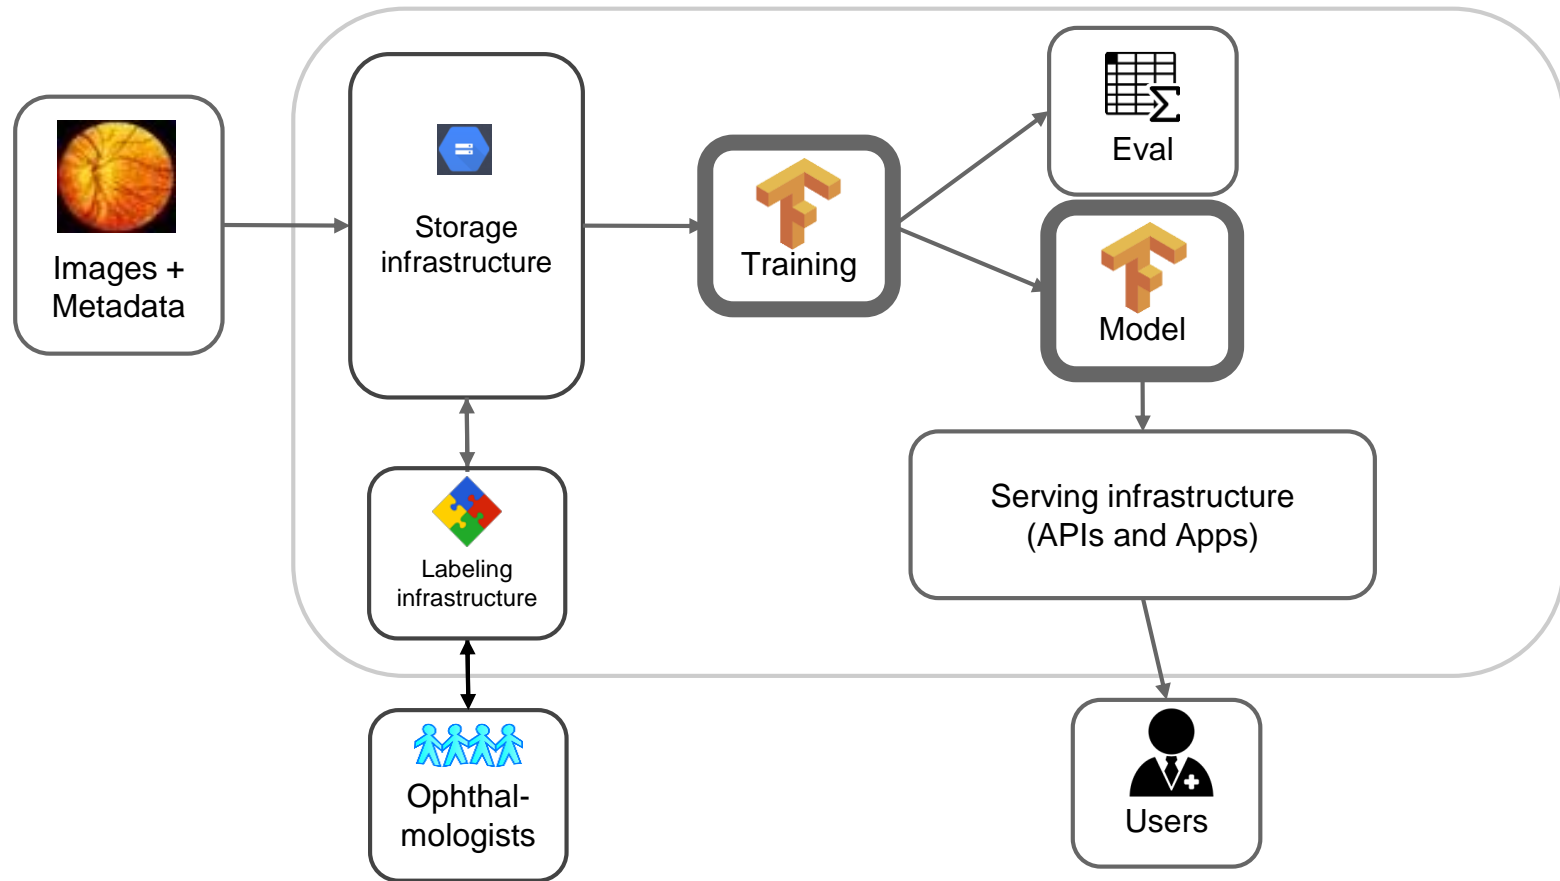 Images +
Metadata
Storage
infrastructure
Labeling
infrastructure
Ophthal-
mologists
Training
Eval
Model
Serving infrastructure
(APIs and Apps)
Users